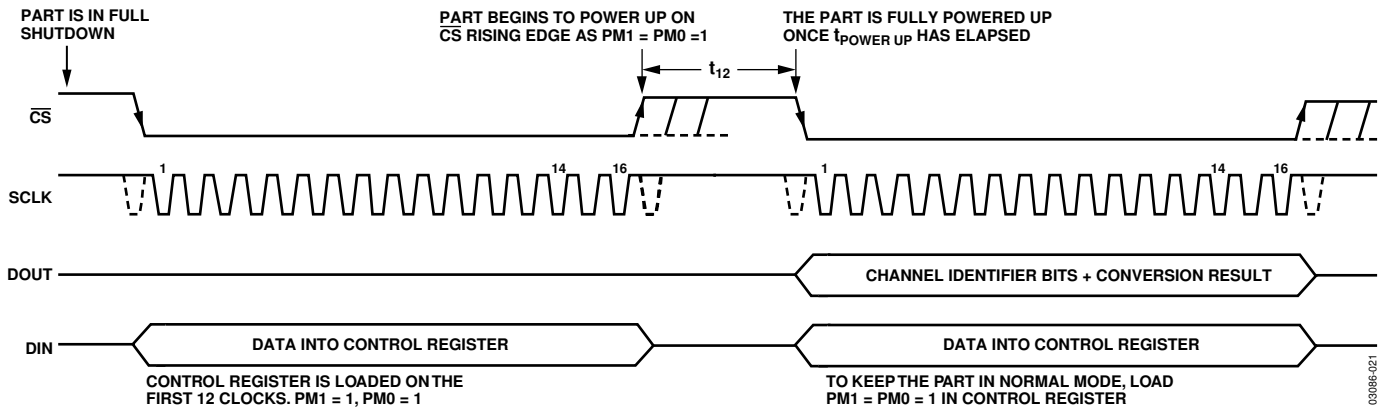 PART IS IN FULL
SHUTDOWN
PART BEGINS TO POWER UP ON
CS RISING EDGE AS PM1 = PM0 =1
THE PART IS FULLY POWERED UP
ONCE tPOWER UP HAS ELAPSED
t12
CS
1
14
16
1
14
16
SCLK
DOUT
CHANNEL IDENTIFIER BITS + CONVERSION RESULT
DIN
DATA INTO CONTROL REGISTER
DATA INTO CONTROL REGISTER
CONTROL REGISTER IS LOADED ON THE
FIRST 12 CLOCKS. PM1 = 1, PM0 = 1
TO KEEP THE PART IN NORMAL MODE, LOAD
PM1 = PM0 = 1 IN CONTROL REGISTER
03086-021